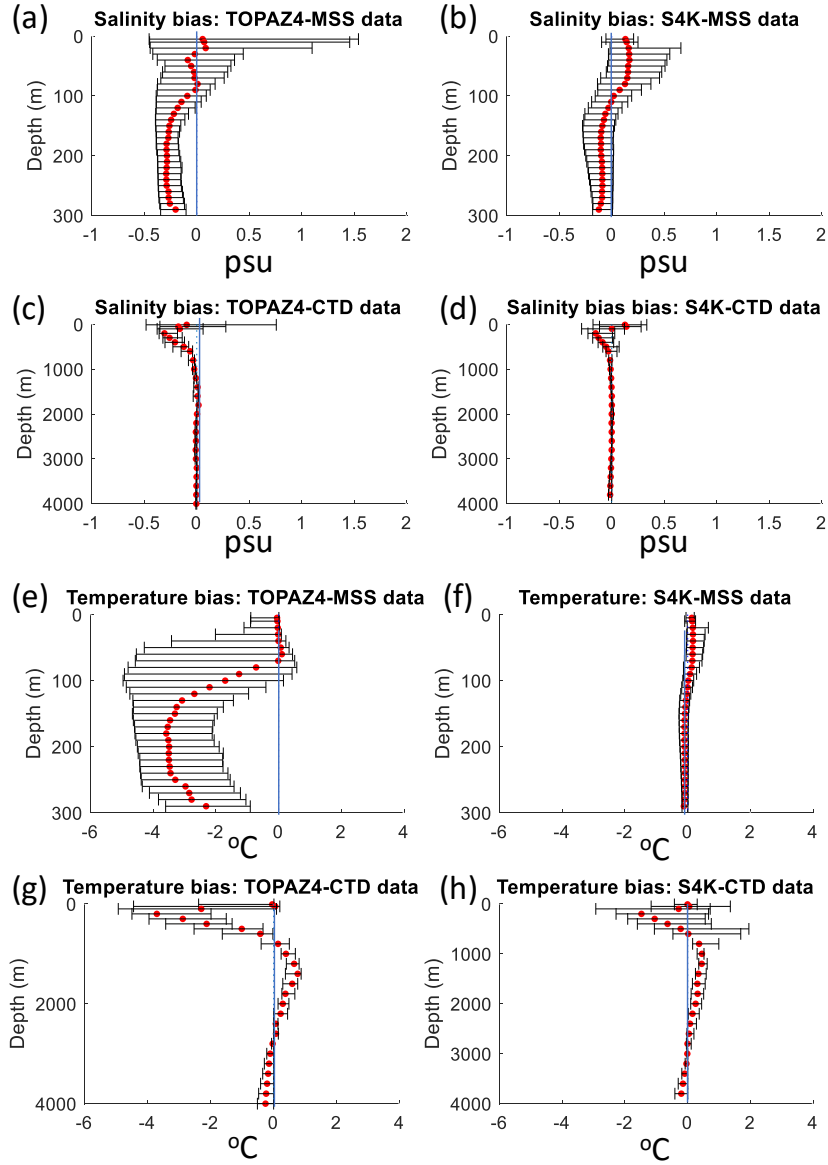 (a) Salinity bias: TOPAZ4-MSS data
0
100
200
300
Depth (m)
-1 -0.5 0 0.5 1 1.5 2
psu
(b) Salinity bias: S4K-MSS data
0
100
200
300
Depth (m)
-1 -0.5 0 0.5 1 1.5 2
psu
(c) Salinity bias: TOPAZ4-CTD data
0
1000
2000
3000
4000
Depth (m)
-1 -0.5 0 0.5 1 1.5 2
psu
(d) Salinity bias bias: S4K-CTD data
0
1000
2000
3000
4000
Depth (m)
-1 -0.5 0 0.5 1 1.5 2
psu
(e) Temperature bias: TOPAZ4-MSS data
0
100
200
300
Depth (m)
-6 -4 -2 0 2 4
ºC
(f) Temperature: S4K-MSS data
0
100
200
300
Depth (m)
-6 -4 -2 0 2 4
ºC
(g) Temperature bias: TOPAZ4-CTD data
0
2000
4000
Depth (m)
-6 -4 -2 0 2 4
ºC
(h) Temperature bias: S4K-CTD data
0
1000
2000
3000
4000
Depth (m)
-6 -4 -2 0 2 4
ºC